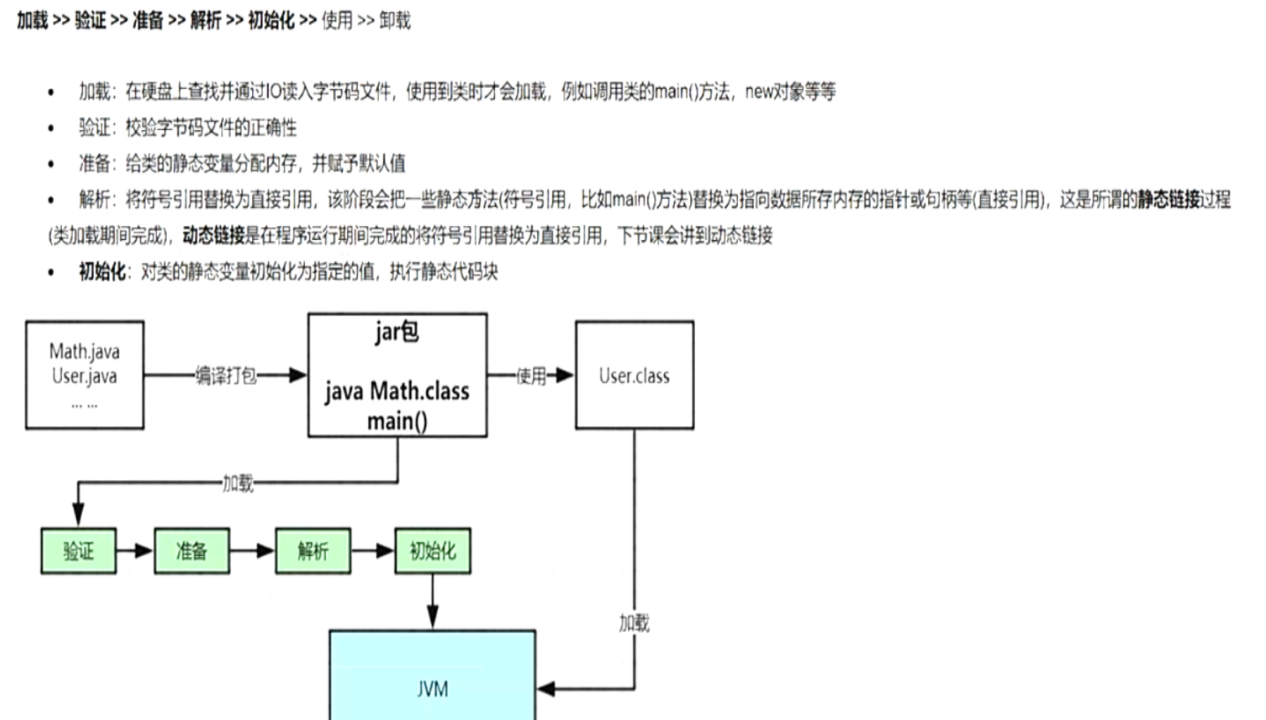 加载 >> 验证 >> 准备 >> 解析 >> 初始化 >> 使用 >> 卸载
• 加载：在硬盘上查找并通过IO读入字节码文件，使用到类时才会加载，例如调用类的main()方法，new对象等等
• 验证：校验字节码文件的正确性
• 准备：给类的静态变量分配内存，并赋予默认值
• 解析：将符号引用替换为直接引用，该阶段会把一些静态方法(符号引用，比如main()方法)替换为指向数据所存内存的指针或句柄等(直接引用)，这是所谓的静态链接过程
(类加载期间完成)，动态链接是在程序运行期间完成的将符号引用替换为直接引用，下节课会讲到动态链接
• 初始化：对类的静态变量初始化为指定的值，执行静态代码块
Math.java
User.java
... ...
编译打包
jar包
java Math.class
main()
使用
User.class
加载
验证
准备
解析
初始化
加载
JVM